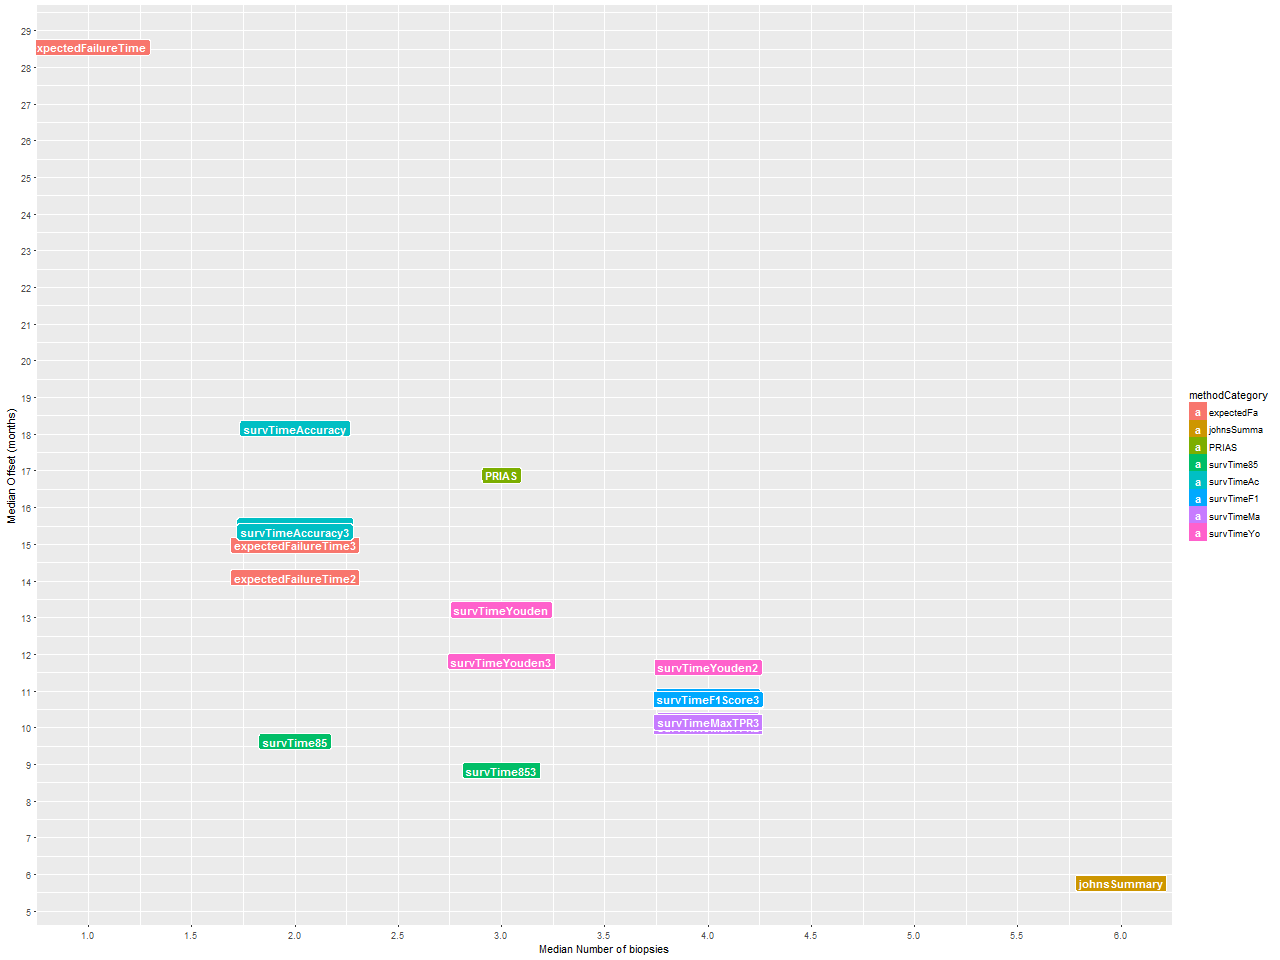 29
28
27
26
25
24
23
22
21
20
19
18
17
16
15
14
13
12
11
10
9
8
7
6
5
Median Offset (months)
xpectedFailureTime
survTimeAccuracy
PRIAS
survTimeAccuracy3
expectedFailureTime3
expectedFailureTime2
survTimeYouden
survTimeYouden3
survTimeYouden2
survTimeF1Score3
survTimeMaxTPR3
survTime85
survTime853
johnsSummary
1.0 1.5 2.0 2.5 3.0 3.5 4.0 4.5 5.0 5.5 6.0
Median Number of biopsies
methodCategory
a expectedFa
a johnsSumma
a PRIAS
a survTime85
a survTimeAc
a survTimeF1
a survTimeMa
a survTimeYo